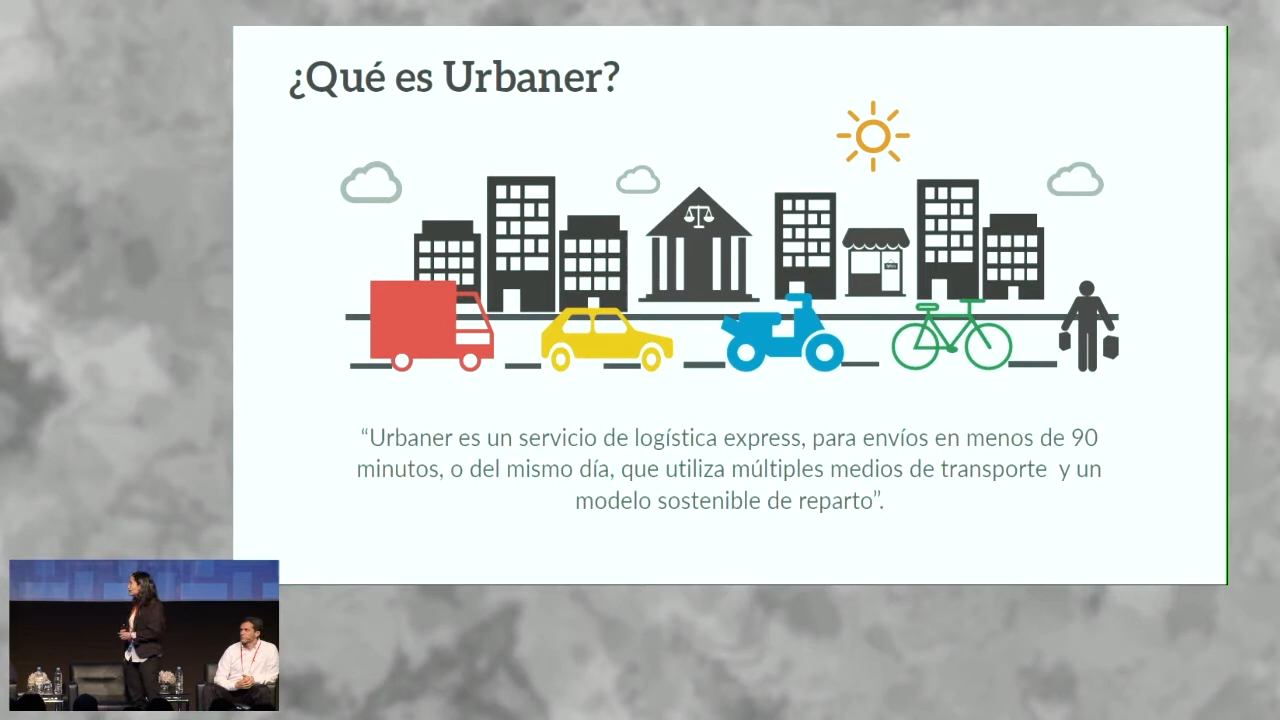 ¿Qué es Urbaner?
“Urbaner es un servicio de logística express, para envíos en menos de 90
minutos, o del mismo día, que utiliza múltiples medios de transporte y un
modelo sostenible de reparto”.